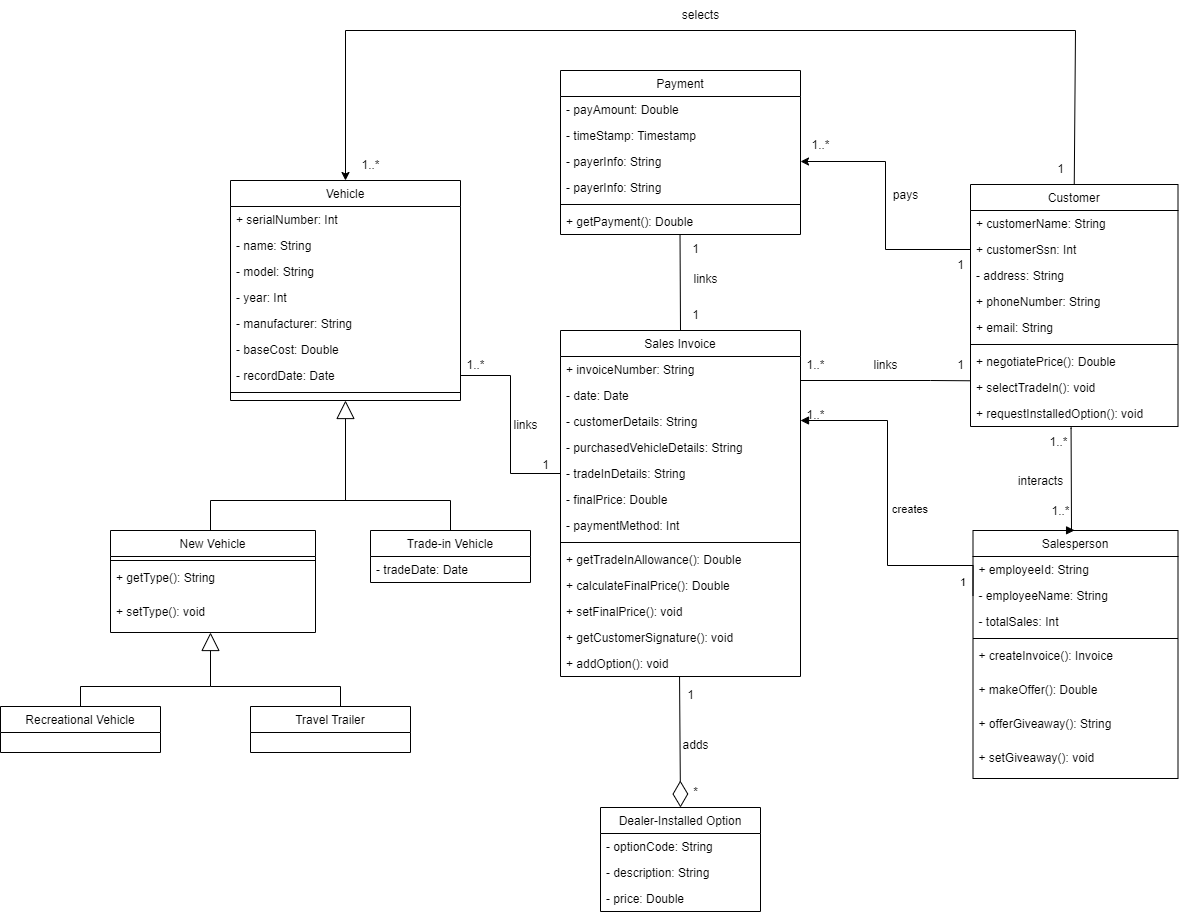 selects
Payment
- payAmount: Double
- timeStamp: Timestamp
- payerInfo: String
- payerInfo: String
+ getPayment(): Double
1..*
pays
1
1..*
1
Vehicle
+ serialNumber: Int
- name: String
- model: String
- year: Int
- manufacturer: String
- baseCost: Double
- recordDate: Date
Customer
+ customerName: String
+ customerSsn: Int
- address: String
+ phoneNumber: String
+ email: String
+ negotiatePrice(): Double
+ selectTradeIn(): void
+ requestInstalledOption(): void
1
links
1
1..*
links
1
Sales Invoice
+ invoiceNumber: String
- date: Date
- customerDetails: String
- purchasedVehicleDetails: String
- tradeInDetails: String
- finalPrice: Double
- paymentMethod: Int
+ getTradeInAllowance(): Double
+ calculateFinalPrice(): Double
+ setFinalPrice(): void
+ getCustomerSignature(): void
+ addOption(): void
1..*
links
1
1..*
creates
1
1..*
interacts
1..*
New Vehicle
+ getType(): String
+ setType(): void
Trade-in Vehicle
- tradeDate: Date
Salesperson
+ employeeId: String
- employeeName: String
- totalSales: Int
+ createInvoice(): Invoice
+ makeOffer(): Double
+ offerGiveaway(): String
+ setGiveaway(): void
Recreational Vehicle
Travel Trailer
1
adds
*
Dealer-Installed Option
- optionCode: String
- description: String
- price: Double